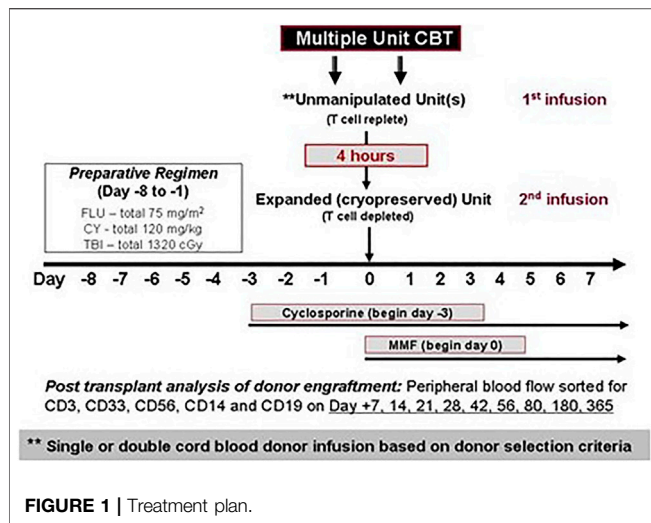 Multiple Unit CBT
**Unmanipulated Unit(s)
(T cell replete)
1st infusion
4 hours
Expanded (cryopreserved) Unit
(T cell depleted)
2nd infusion
Preparative Regimen
(Day -8 to -1)
FLU – total 75 mg/m²
CY - total 120 mg/kg
TBI – total 1320 cGy
Day -8 -7 -6 -5 -4 -3 -2 -1 0 1 2 3 4 5 6 7
Cyclosporine (begin day -3)
MMF (begin day 0)
Post transplant analysis of donor engraftment: Peripheral blood flow sorted for
CD3, CD33, CD56, CD14 and CD19 on Day +7, 14, 21, 28, 42, 56, 80, 180, 365
** Single or double cord blood donor infusion based on donor selection criteria
FIGURE 1 | Treatment plan.